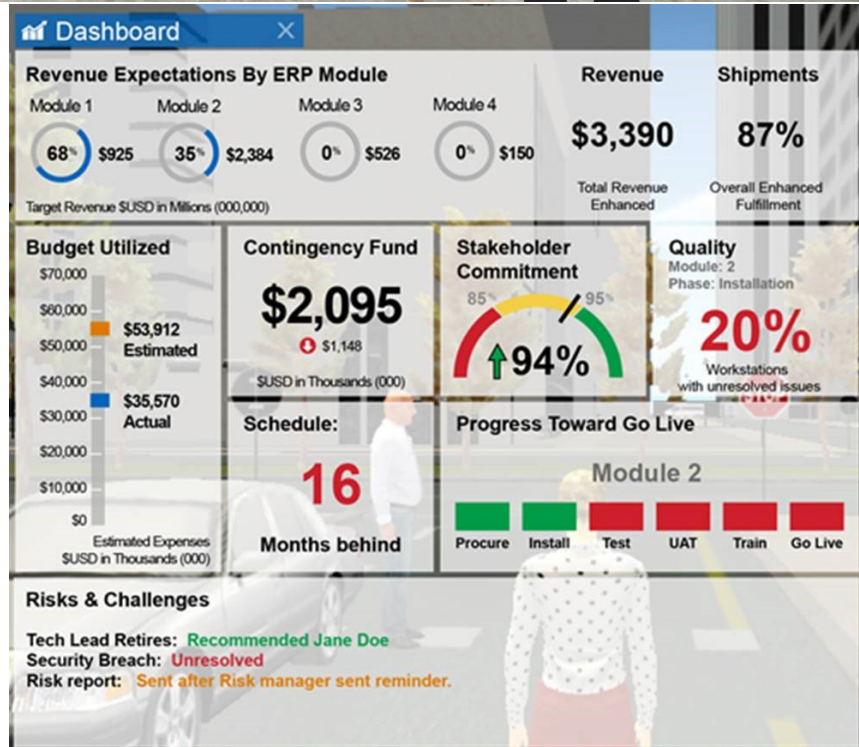 Dashboard
Revenue Expectations By ERP Module
Module 1
68%
$925
Module 2
35%
$2,384
Module 3
0%
$526
Module 4
0%
$150
Target Revenue $USD in Millions (000,000)
Revenue
$3,390
Total Revenue
Enhanced
Shipments
87%
Overall Enhanced
Fulfillment
Budget Utilized
$70,000
$60,000
$50,000
$40,000
$30,000
$20,000
$10,000
$0
$53,912
Estimated
$35,570
Actual
Estimated Expenses
$USD in Thousands (000)
Contingency Fund
$2,095
$1,148
$USD in Thousands (000)
Stakeholder
Commitment
85%
95%
94%
Quality
Module: 2
Phase: Installation
20%
Workstations
with unresolved issues
STOP
Schedule:
16
Months behind
Progress Toward Go Live
Module 2
Procure Install Test UAT Train Go Live
Risks & Challenges
Tech Lead Retires: Recommended Jane Doe
Security Breach: Unresolved
Risk report: Sent after Risk manager sent reminder.